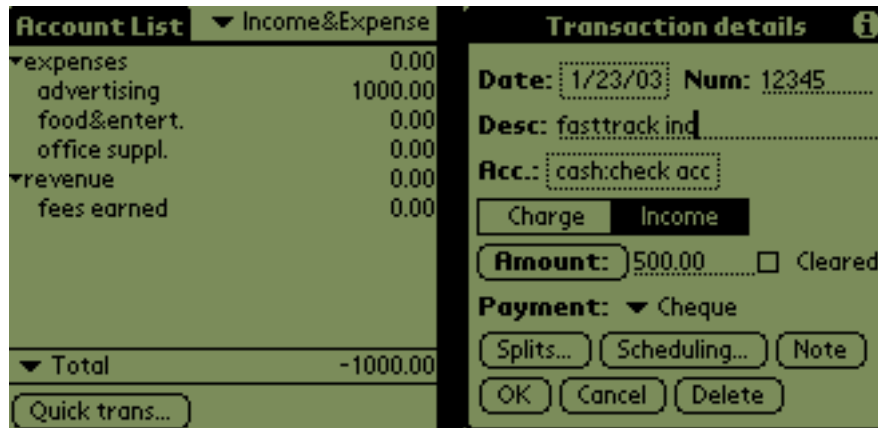 Account List Income&Expense
expenses 0.00
advertising 1000.00
food&entert. 0.00
office suppl. 0.00
revenue 0.00
fees earned 0.00
Total -1000.00
Quick trans...
Transaction details
Date: 1/23/03 Num: 12345
Desc: fasttrack inc
Acc.: cash:check acc
Charge Income
Amount: 500.00 Cleared
Payment: Cheque
Splits... Scheduling... Note
OK Cancel Delete